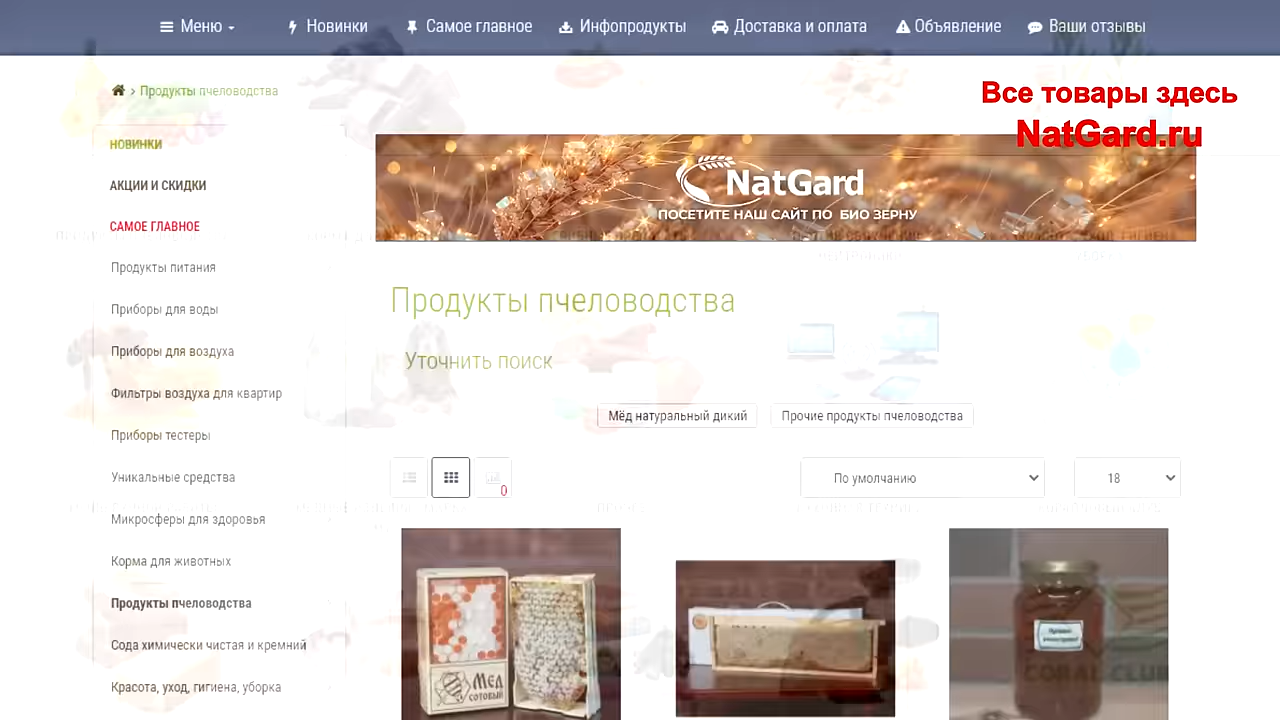 Меню
Новинки
Самое главное
Инфопродукты
Доставка и оплата
Объявление
Ваши отзывы
Продукты пчеловодства
Все товары здесь
NatGard.ru
НОВИНКИ
АКЦИИ И СКИДКИ
САМОЕ ГЛАВНОЕ
Продукты питания
Приборы для воды
Приборы для воздуха
Фильтры воздуха для квартир
Приборы тестеры
Уникальные средства
Микросферы для здоровья
Корма для животных
Продукты пчеловодства
Сода химически чистая и кремний
Красота, уход, гигиена, уборка
NatGard
ПОСЕТИТЕ НАШ САЙТ ПО БИО ЗЕРНУ
Продукты пчеловодства
Уточнить поиск
Мёд натуральный дикий
Прочие продукты пчеловодства
0
По умолчанию
18
МЁД
СОТОВЫЙ
CORAL CLUB